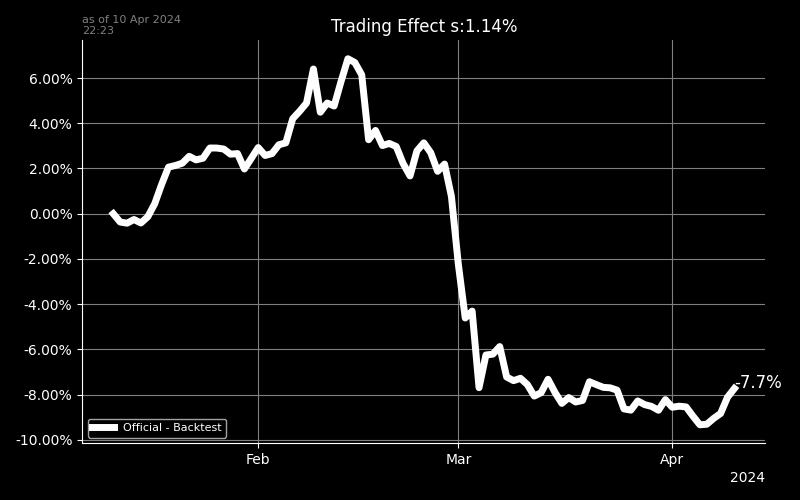 as of 10 Apr 2024
22:23
Trading Effect s:1.14%
6.00%
4.00%
2.00%
0.00%
-2.00%
-4.00%
-6.00%
-8.00%
-10.00%
-7.7%
Official - Backtest
Feb
Mar
Apr
2024